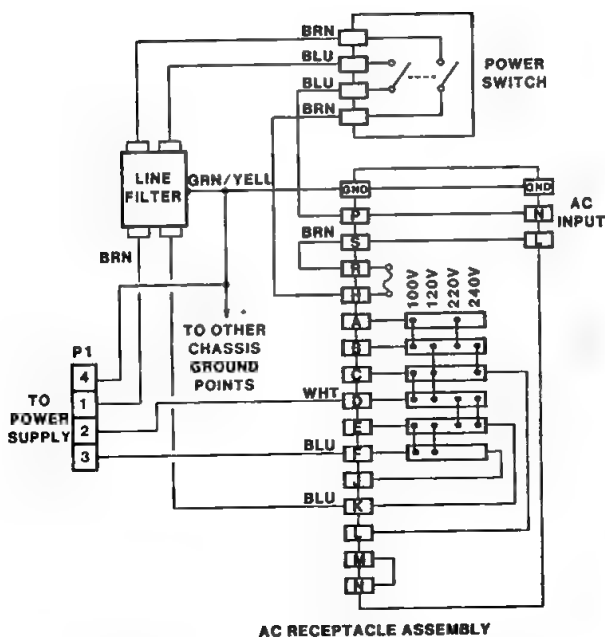 BRN
BLU
BLU
BRN
POWER
SWITCH
LINE
FILTER
GRN/YELL
GND
GND
P
N
AC
INPUT
BRN
S
L
R
H
BRN
100V
120V
220V
240V
A
TO OTHER
CHASSIS
GROUND
POINTS
B
P1
C
4
TO
POWER
SUPPLY
1
2
3
WHT
D
E
BLU
F
J
BLU
K
L
M
N
AC RECEPTACLE ASSEMBLY